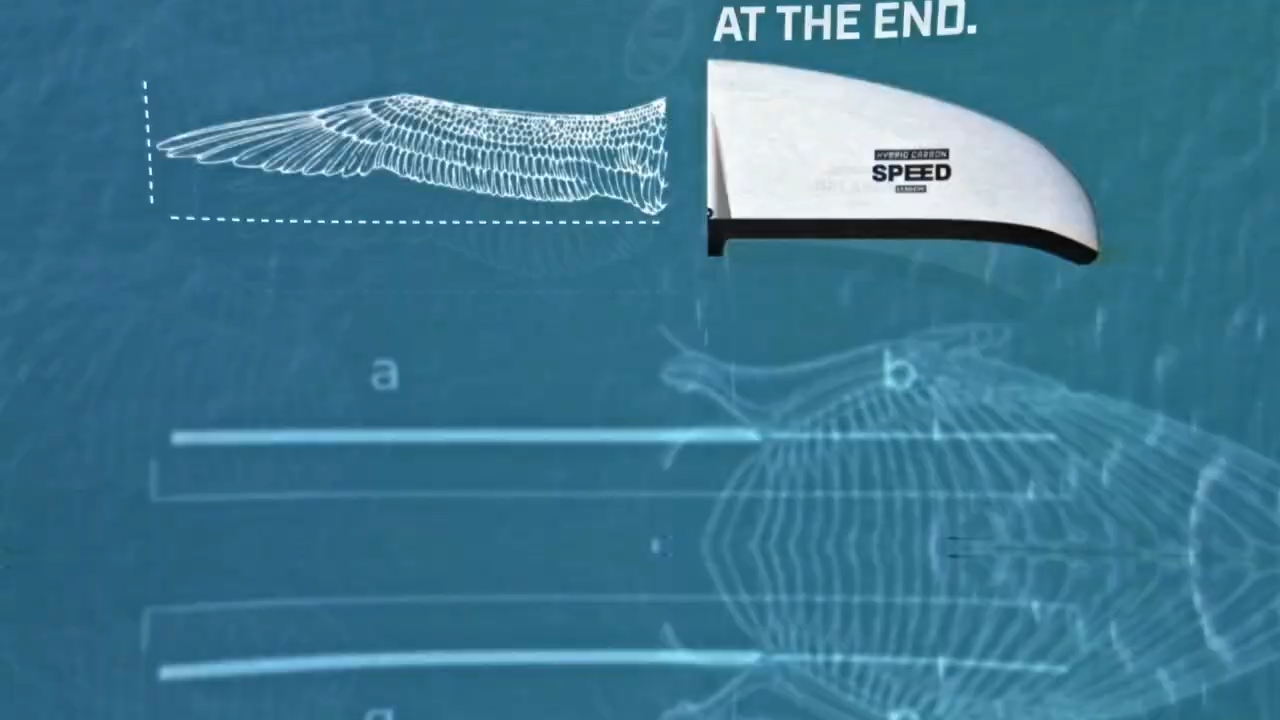 AT THE END.
HYBRID CARBON
SPEED
a
b